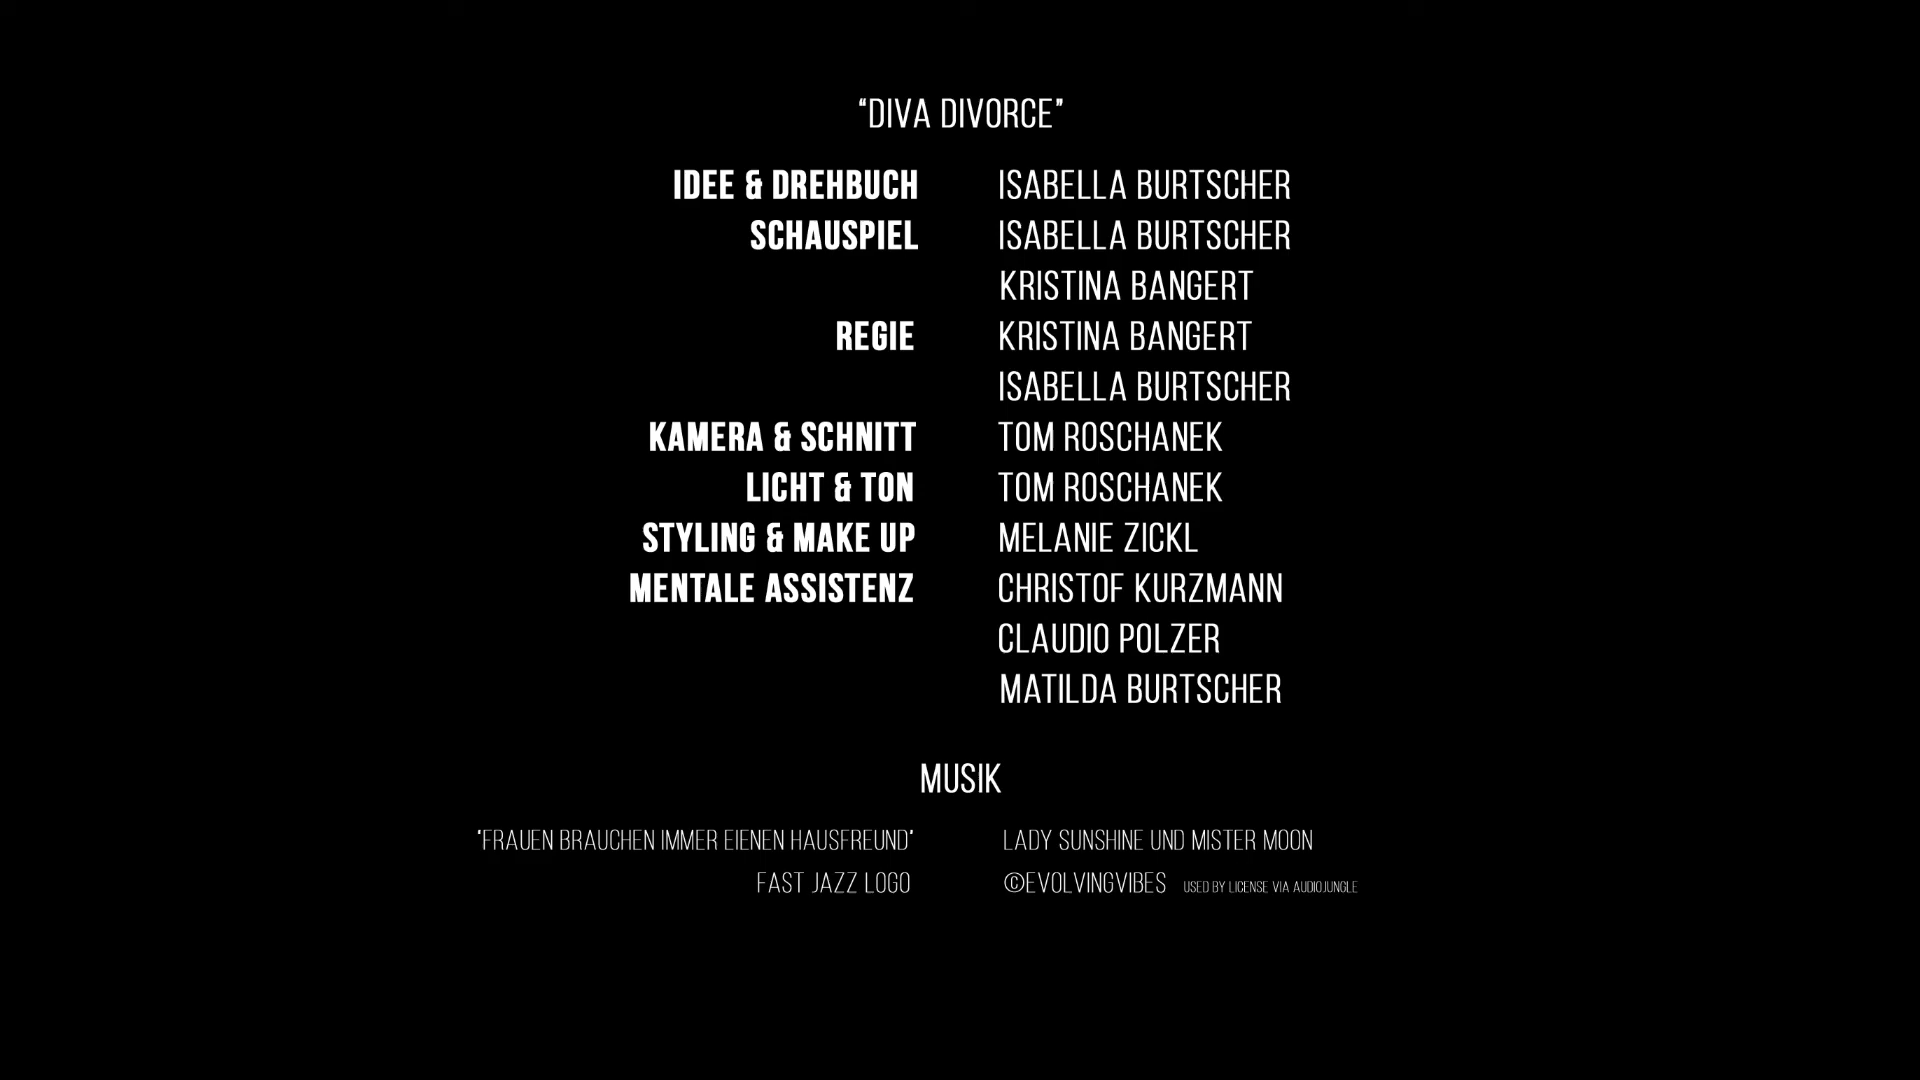 “DIVA DIVORCE”
IDEE & DREHBUCH ISABELLA BURTSCHER
SCHAUSPIEL ISABELLA BURTSCHER
KRISTINA BANGERT
REGIE KRISTINA BANGERT
ISABELLA BURTSCHER
KAMERA & SCHNITT TOM ROSCHANEK
LICHT & TON TOM ROSCHANEK
STYLING & MAKE UP MELANIE ZICKL
MENTALE ASSISTENZ CHRISTOF KURZMANN
CLAUDIO POLZER
MATILDA BURTSCHER
MUSIK
"FRAUEN BRAUCHEN IMMER EIENEN HAUSFREUND" LADY SUNSHINE UND MISTER MOON
FAST JAZZ LOGO ©EVOLVINGVIBES USED BY LICENSE VIA AUDIOJUNGLE